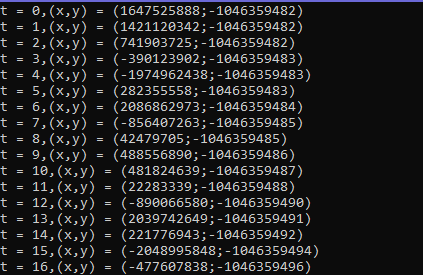 t = 0,(x,y) = (1647525888;-1046359482)
t = 1,(x,y) = (1421120342;-1046359482)
t = 2,(x,y) = (741903725;-1046359482)
t = 3,(x,y) = (-390123902;-1046359483)
t = 4,(x,y) = (-1974962438;-1046359483)
t = 5,(x,y) = (282355558;-1046359483)
t = 6,(x,y) = (2086862973;-1046359484)
t = 7,(x,y) = (-856407263;-1046359485)
t = 8,(x,y) = (42479705;-1046359485)
t = 9,(x,y) = (488556890;-1046359486)
t = 10,(x,y) = (481824639;-1046359487)
t = 11,(x,y) = (22283339;-1046359488)
t = 12,(x,y) = (-890066580;-1046359490)
t = 13,(x,y) = (2039742649;-1046359491)
t = 14,(x,y) = (221776943;-1046359492)
t = 15,(x,y) = (-2048995848;-1046359494)
t = 16,(x,y) = (-477607838;-1046359496)